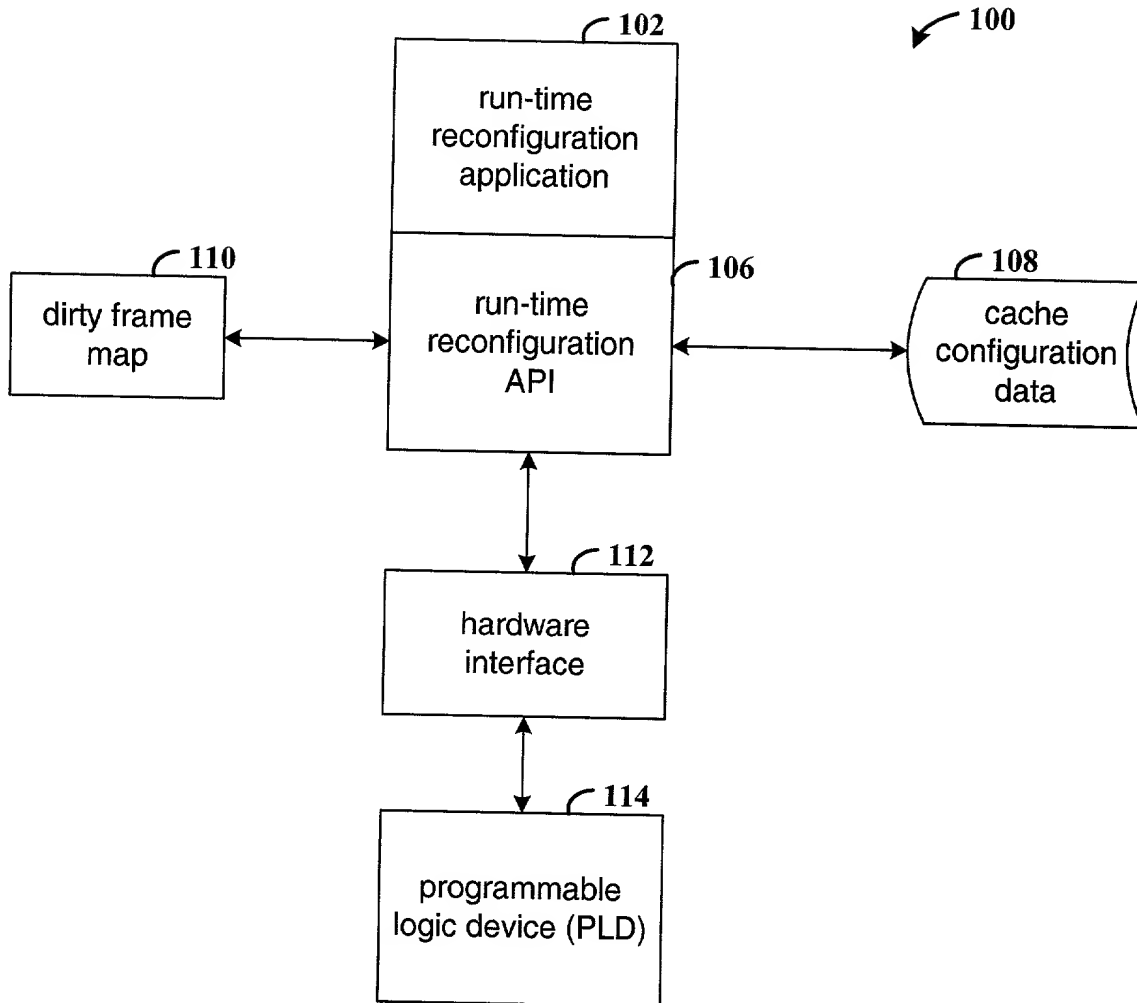 100
102
run-time
reconfiguration
application
110
dirty frame
map
106
run-time
reconfiguration
API
108
cache
configuration
data
112
hardware
interface
114
programmable
logic device (PLD)